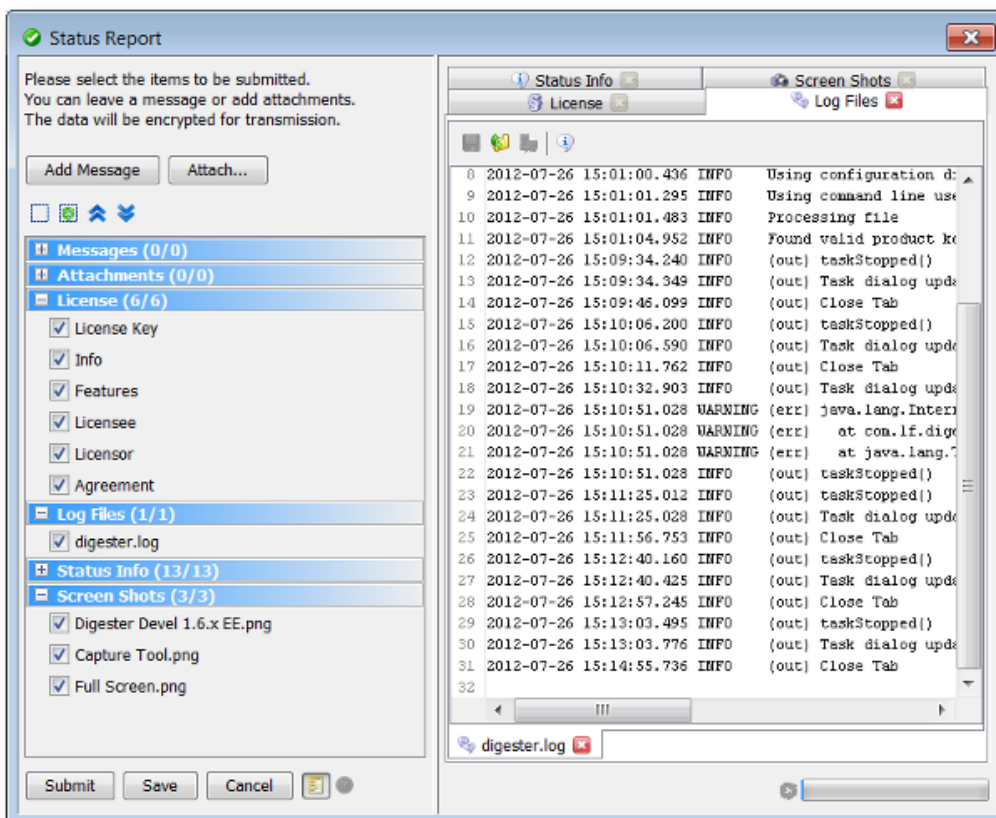 Status Report
Please select the items to be submitted.
You can leave a message or add attachments.
The data will be encrypted for transmission.
Add Message Attach...
Messages (0/0)
Attachments (0/0)
License (6/6)
License Key
Info
Features
Licensee
Licensor
Agreement
Log Files (1/1)
digester.log
Status Info (13/13)
Screen Shots (3/3)
Digester Devel 1.6.x EE.png
Capture Tool.png
Full Screen.png
Submit Save Cancel
Status Info Screen Shots
License Log Files
8 2012-07-26 15:01:00.436 INFO Using configuration d
9 2012-07-26 15:01:01.295 INFO Using command line use
10 2012-07-26 15:01:01.483 INFO Processing file
11 2012-07-26 15:01:04.952 INFO Found valid product ke
12 2012-07-26 15:09:34.240 INFO (out) taskStopped()
13 2012-07-26 15:09:34.349 INFO (out) Task dialog upda
14 2012-07-26 15:09:46.099 INFO (out) Close Tab
15 2012-07-26 15:10:06.200 INFO (out) taskStopped()
16 2012-07-26 15:10:06.590 INFO (out) Task dialog upda
17 2012-07-26 15:10:11.762 INFO (out) Close Tab
18 2012-07-26 15:10:32.903 INFO (out) Task dialog upda
19 2012-07-26 15:10:51.028 WARNING (err) java.lang.Intern
20 2012-07-26 15:10:51.028 WARNING (err) at com.lf.dige
21 2012-07-26 15:10:51.028 WARNING (err) at java.lang.T
22 2012-07-26 15:10:51.028 INFO (out) taskStopped()
23 2012-07-26 15:11:25.012 INFO (out) taskStopped()
24 2012-07-26 15:11:25.028 INFO (out) Task dialog upda
25 2012-07-26 15:11:56.753 INFO (out) Close Tab
26 2012-07-26 15:12:40.160 INFO (out) taskStopped()
27 2012-07-26 15:12:40.425 INFO (out) Task dialog upda
28 2012-07-26 15:12:57.245 INFO (out) Close Tab
29 2012-07-26 15:13:03.495 INFO (out) taskStopped()
30 2012-07-26 15:13:03.776 INFO (out) Task dialog upda
31 2012-07-26 15:14:55.736 INFO (out) Close Tab
32
digester.log